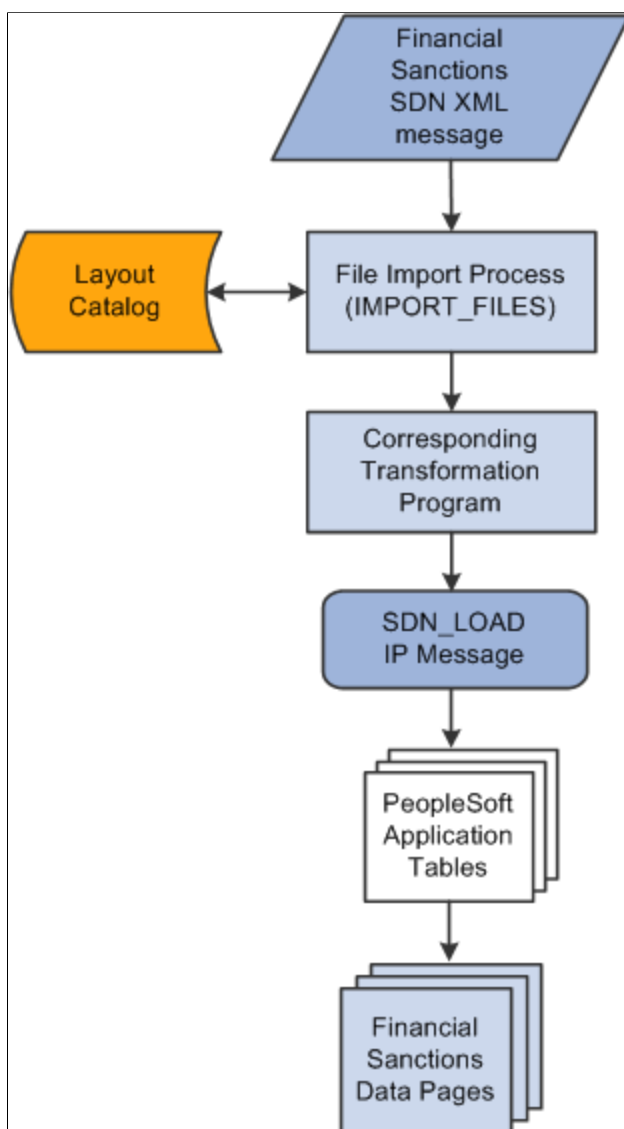 Financial
Sanctions
SDN XML
message
Layout
Catalog
File Import Process
(IMPORT_FILES)
Corresponding
Transformation
Program
SDN_LOAD
IP Message
PeopleSoft
Application
Tables
Financial
Sanctions
Data Pages